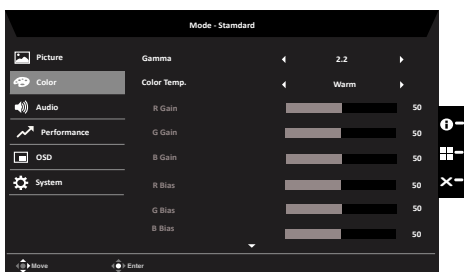 Mode - Stamdard
Picture
Gamma 2.2
Color
Color Temp. Warm
Audio
R Gain 50
Performance
G Gain 50
OSD
B Gain 50
System
R Bias 50
G Bias 50
B Bias 50
Move Enter